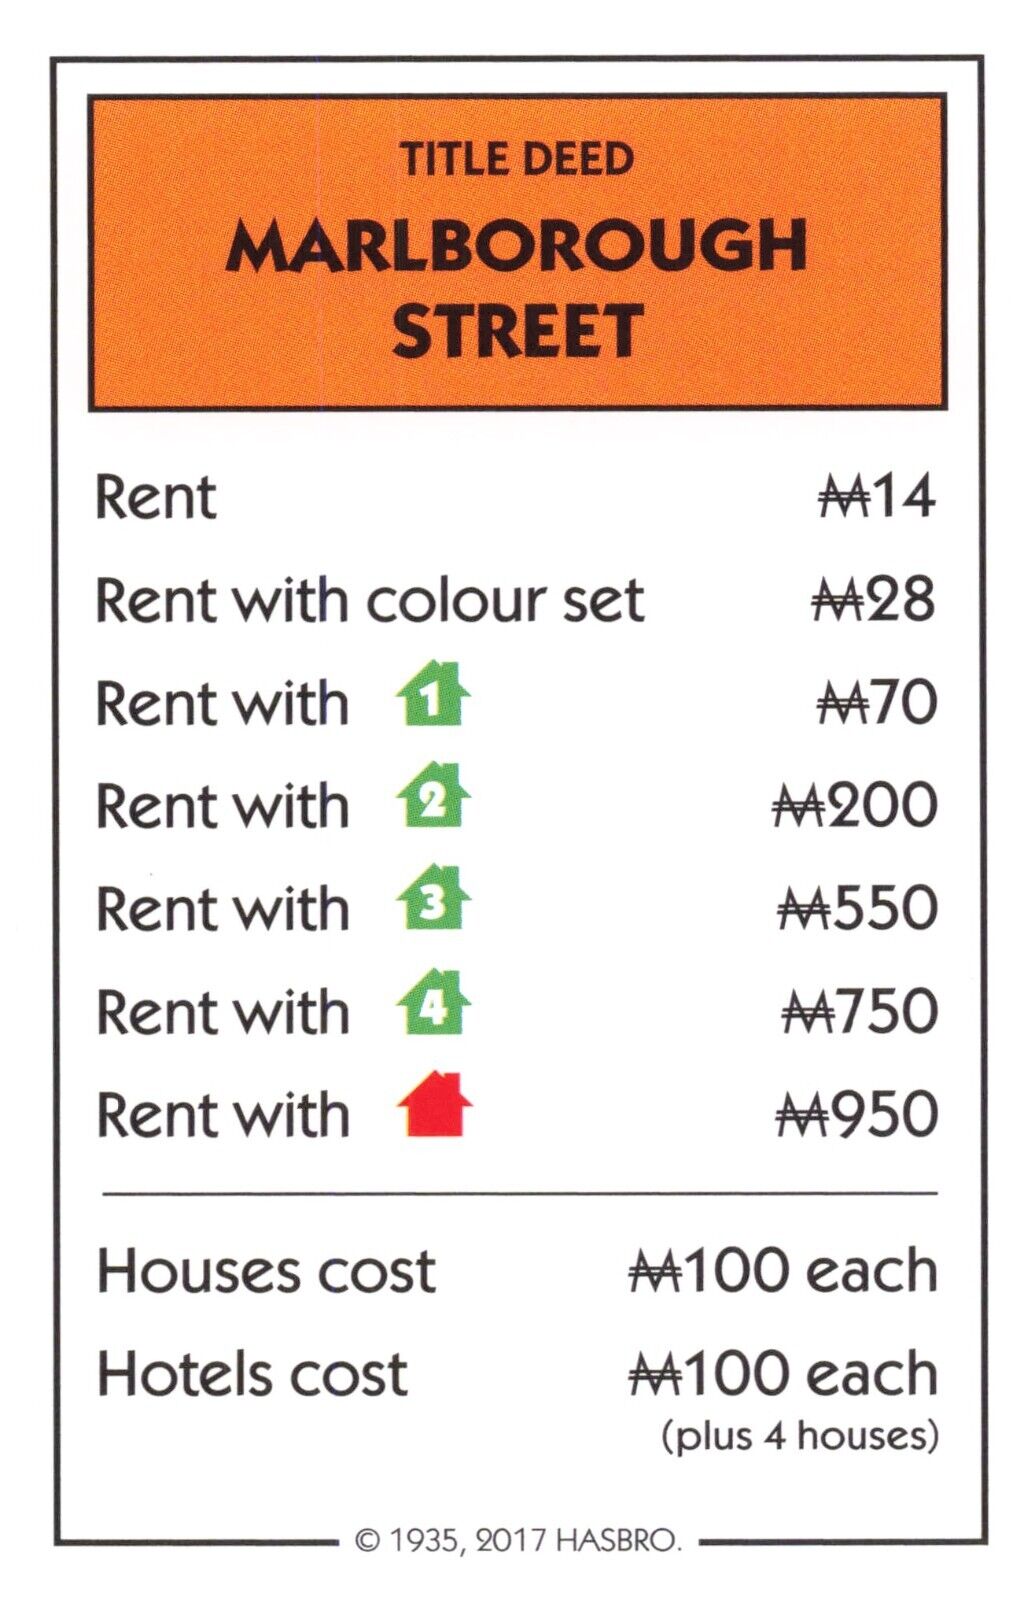 TITLE DEED
MARLBOROUGH
STREET
Rent ₩14
Rent with colour set ₩28
Rent with 1 ₩70
Rent with 2 ₩200
Rent with 3 ₩550
Rent with 4 ₩750
Rent with ₩950
Houses cost ₩100 each
Hotels cost ₩100 each
(plus 4 houses)
© 1935, 2017 HASBRO.